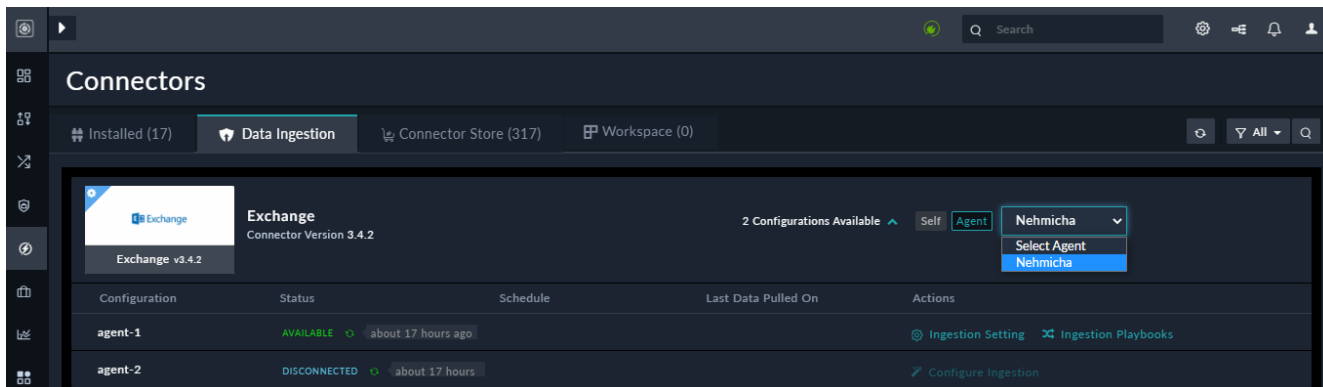 Search
Connectors
Installed (17) Data Ingestion Connector Store (317) Workspace (0) All
Exchange
Exchange v3.4.2
Exchange
Connector Version 3.4.2
2 Configurations Available Self Agent Nehmicha
Select Agent
Nehmicha
Configuration Status Schedule Last Data Pulled On Actions
agent-1 AVAILABLE about 17 hours ago Ingestion Setting Ingestion Playbooks
agent-2 DISCONNECTED about 17 hours Configure Ingestion